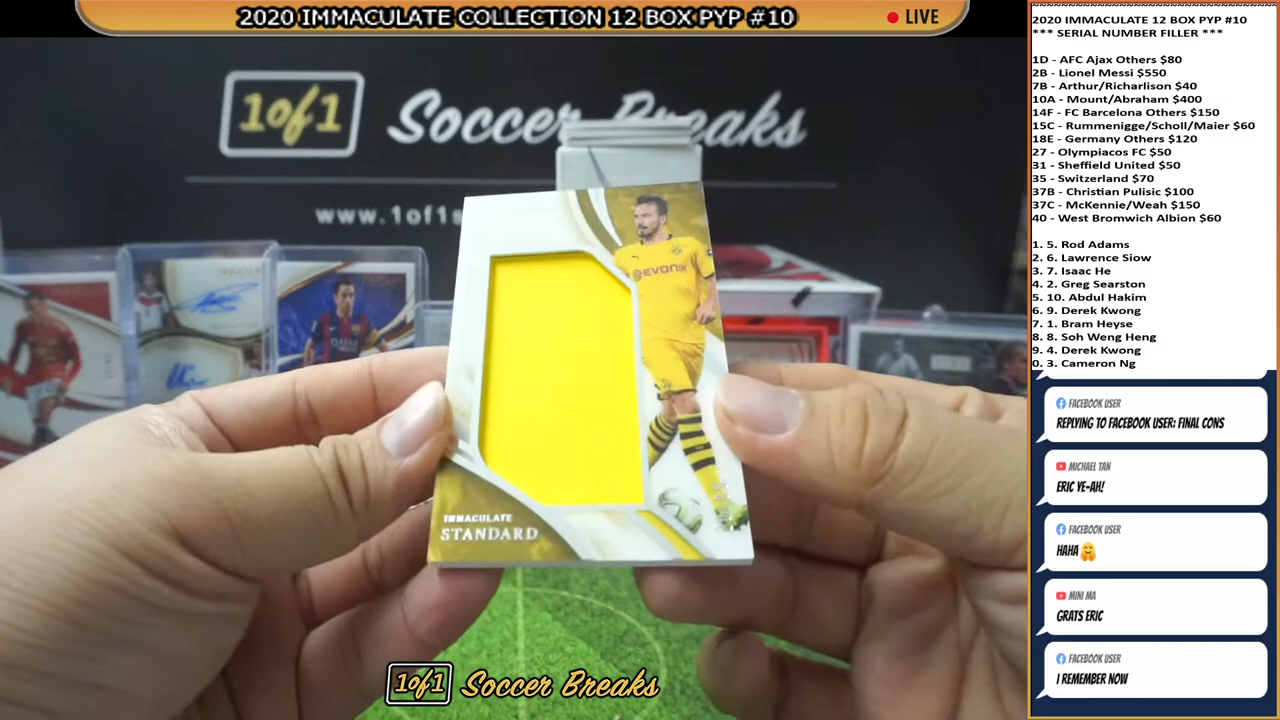 2020 IMMACULATE COLLECTION 12 BOX PYP #10
LIVE
1of1 Soccer Breaks
www.1of1s
EVONIK
IMMACULATE
STANDARD
1of1 Soccer Breaks
2020 IMMACULATE 12 BOX PYP #10
*** SERIAL NUMBER FILLER ***
1D - AFC Ajax Others $80
2B - Lionel Messi $550
7B - Arthur/Richarlison $40
10A - Mount/Abraham $400
14F - FC Barcelona Others $150
15C - Rummenigge/Scholl/Maier $60
18E - Germany Others $120
27 - Olympiacos FC $50
31 - Sheffield United $50
35 - Switzerland $70
37B - Christian Pulisic $100
37C - McKennie/Weah $150
40 - West Bromwich Albion $60
1. 5. Rod Adams
2. 6. Lawrence Siow
3. 7. Isaac He
4. 2. Greg Searston
5. 10. Abdul Hakim
6. 9. Derek Kwong
7. 1. Bram Heyse
8. 8. Soh Weng Heng
9. 4. Derek Kwong
0. 3. Cameron Ng
FACEBOOK USER
REPLYING TO FACEBOOK USER: FINAL CONS
MICHAEL TAN
ERIC YE-AH!
FACEBOOK USER
HAHA🤗
MINI MA
GRATS ERIC
FACEBOOK USER
I REMEMBER NOW